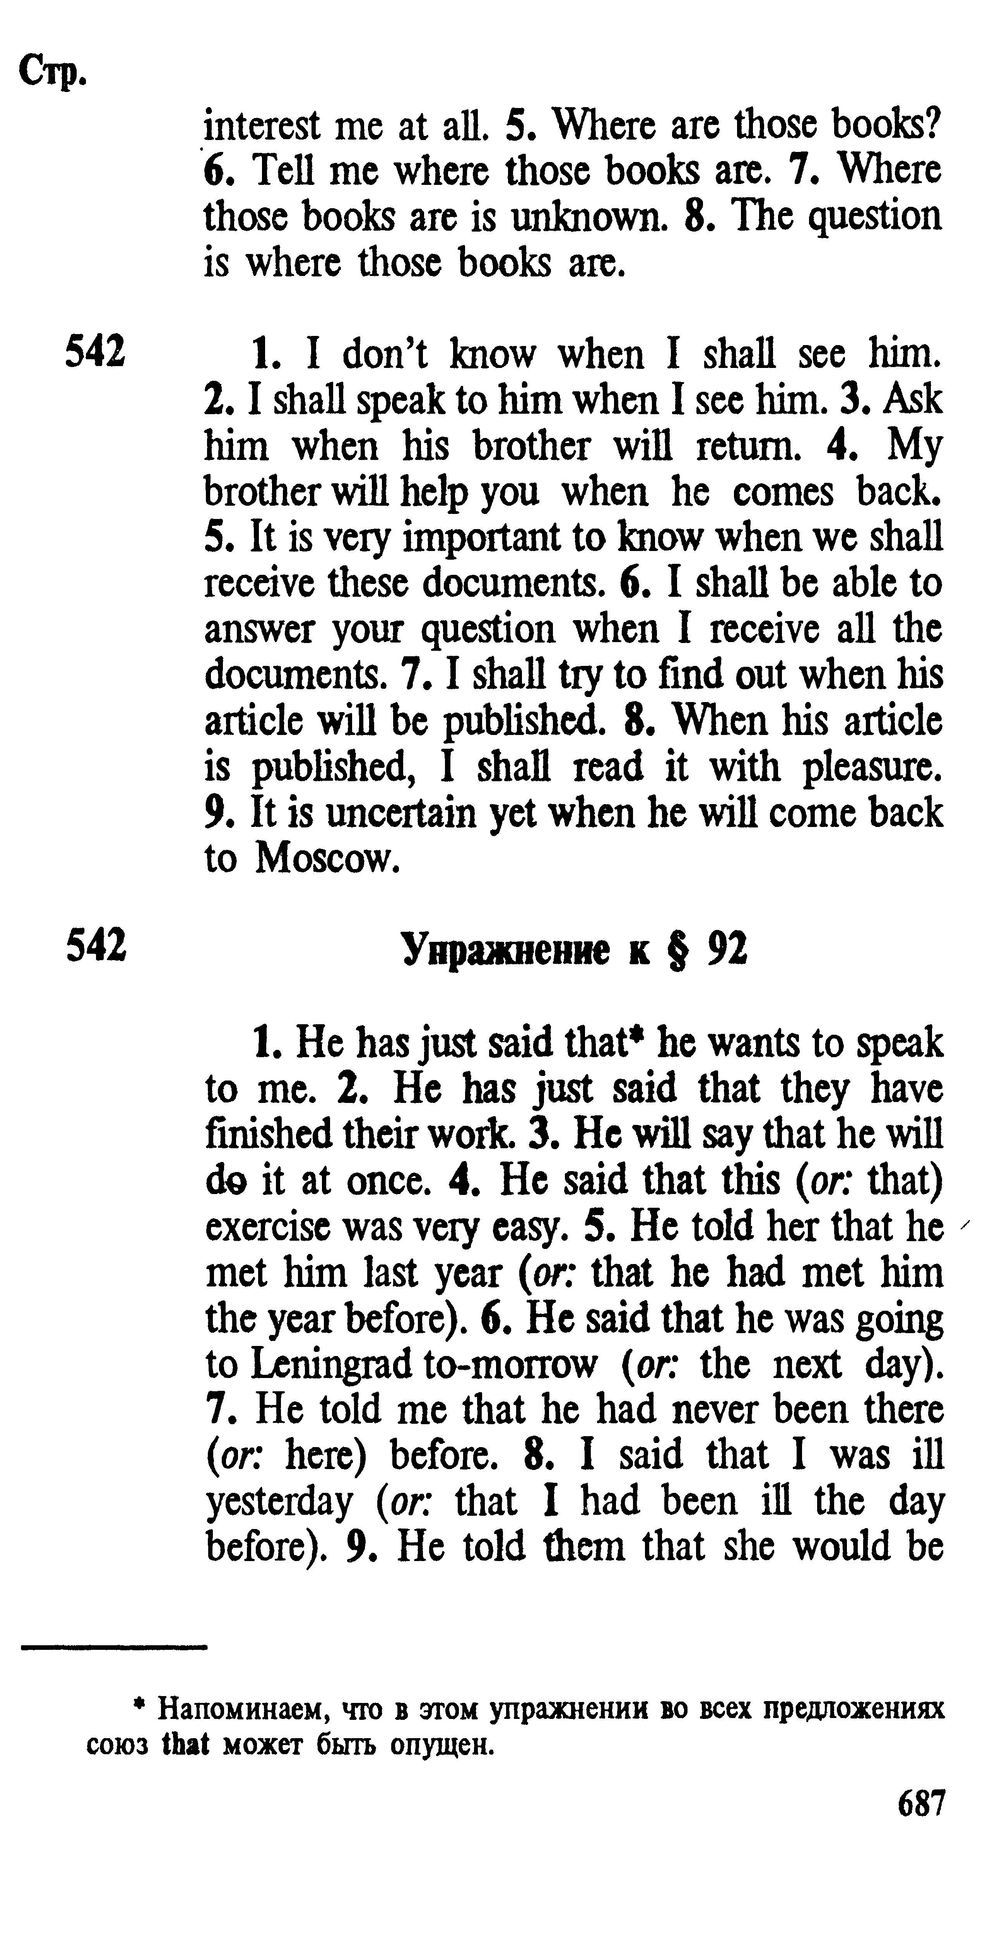 Стр.
interest me at all. 5. Where are those books?
6. Tell me where those books are. 7. Where
those books are is unknown. 8. The question
is where those books are.
542 1. I don't know when I shall see him.
2. I shall speak to him when I see him. 3. Ask
him when his brother will return. 4. My
brother will help you when he comes back.
5. It is very important to know when we shall
receive these documents. 6. I shall be able to
answer your question when I receive all the
documents. 7. I shall try to find out when his
article will be published. 8. When his article
is published, I shall read it with pleasure.
9. It is uncertain yet when he will come back
to Moscow.
542 Упражнение к § 92
1. He has just said that* he wants to speak
to me. 2. He has just said that they have
finished their work. 3. He will say that he will
do it at once. 4. He said that this (or: that)
exercise was very easy. 5. He told her that he
met him last year (or: that he had met him
the year before). 6. He said that he was going
to Leningrad to-morrow (or: the next day).
7. He told me that he had never been there
(or: here) before. 8. I said that I was ill
yesterday (or: that I had been ill the day
before). 9. He told them that she would be
* Напоминаем, что в этом упражнении во всех предложениях
союз that может быть опущен.
687